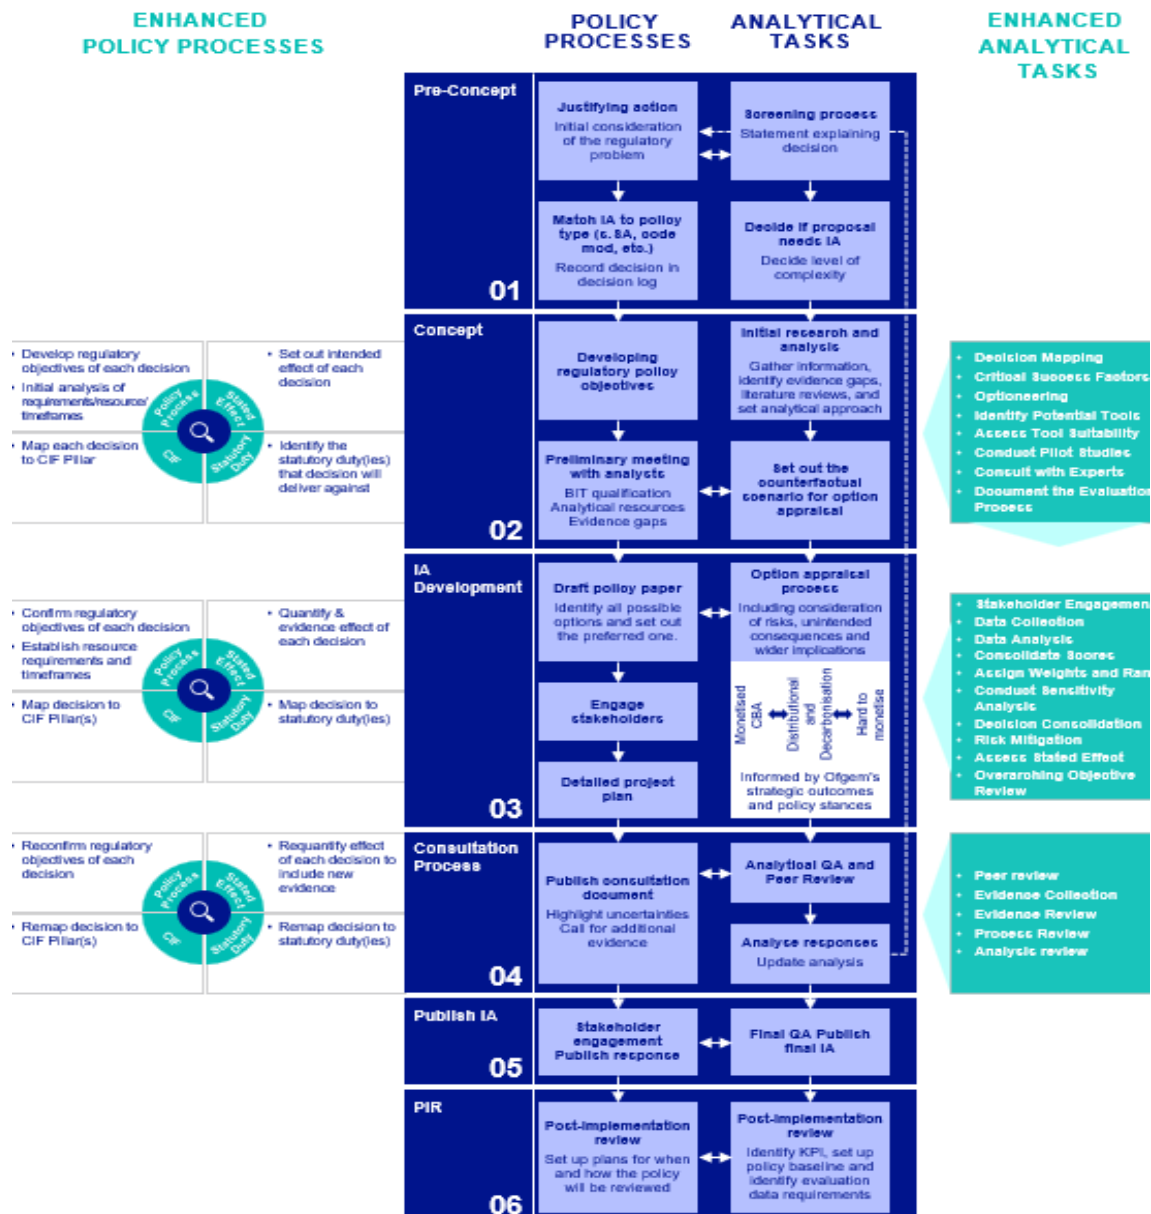 ENHANCED
POLICY PROCESSES
POLICY
PROCESSES
ANALYTICAL
TASKS
ENHANCED
ANALYTICAL
TASKS
Pre-Concept
01
Justifying action
Initial consideration
of the regulatory
problem
Screening process
Statement explaining
decision
Match IA to policy
type (s.8A, code
mod, etc.)
Record decision in
decision log
Decide if proposal
needs IA
Decide level of
complexity
Concept
02
Developing
regulatory policy
objectives
Initial research and
analysis
Gather information,
identify evidence gaps,
literature reviews, and
set analytical approach
Preliminary meeting
with analysts
BIT qualification
Analytical resources
Evidence gaps
Set out the
counterfactual
scenario for option
appraisal
• Develop regulatory
objectives of each decision
• Initial analysis of
requirements/resource/
timeframes
• Set out intended
effect of each
decision
• Map each decision
to CIF Pillar
• Identify the
statutory duty(ies)
that decision will
deliver against
Policy
Process
Stated
Effect
CIF
Statutory
Duty
• Decision Mapping
• Critical Success Factors
• Optioneering
• Identify Potential Tools
• Assess Tool Suitability
• Conduct Pilot Studies
• Consult with Experts
• Document the Evaluation
Process
IA
Development
03
Draft policy paper
Identify all possible
options and set out
the preferred one.
Option appraisal
process
Including consideration
of risks, unintended
consequences and
wider implications
Engage
stakeholders
Detailed project
plan
Monetised
CBA
Distributional
and
Decarbonisation
Hard to
monetise
Informed by Ofgem's
strategic outcomes
and policy stances
• Confirm regulatory
objectives of each decision
• Establish resource
requirements and
timeframes
• Quantify &
evidence effect of
each decision
• Map decision to
CIF Pillar(s)
• Map decision to
statutory duty(ies)
Policy
Process
Stated
Effect
CIF
Statutory
Duty
• Stakeholder Engagemen
• Data Collection
• Data Analysis
• Consolidate Scores
• Assign Weights and Ran
• Conduct Sensitivity
Analysis
• Decision Consolidation
• Risk Mitigation
• Assess Stated Effect
• Overarching Objective
Review
Consultation
Process
04
Publish consultation
document
Highlight uncertainties
Call for additional
evidence
Analytical QA and
Peer Review
Analyse responses
Update analysis
• Reconfirm regulatory
objectives of each
decision
• Requantify effect
of each decision to
include new
evidence
• Remap decision to
CIF Pillar(s)
• Remap decision to
statutory duty(ies)
Policy
Process
Stated
Effect
CIF
Statutory
Duty
• Peer review
• Evidence Collection
• Evidence Review
• Process Review
• Analysis review
Publish IA
05
Stakeholder
engagement
Publish response
Final QA Publish
final IA
PIR
06
Post-implementation
review
Set up plans for when
and how the policy
will be reviewed
Post-implementation
review
Identify KPI, set up
policy baseline and
identify evaluation
data requirements